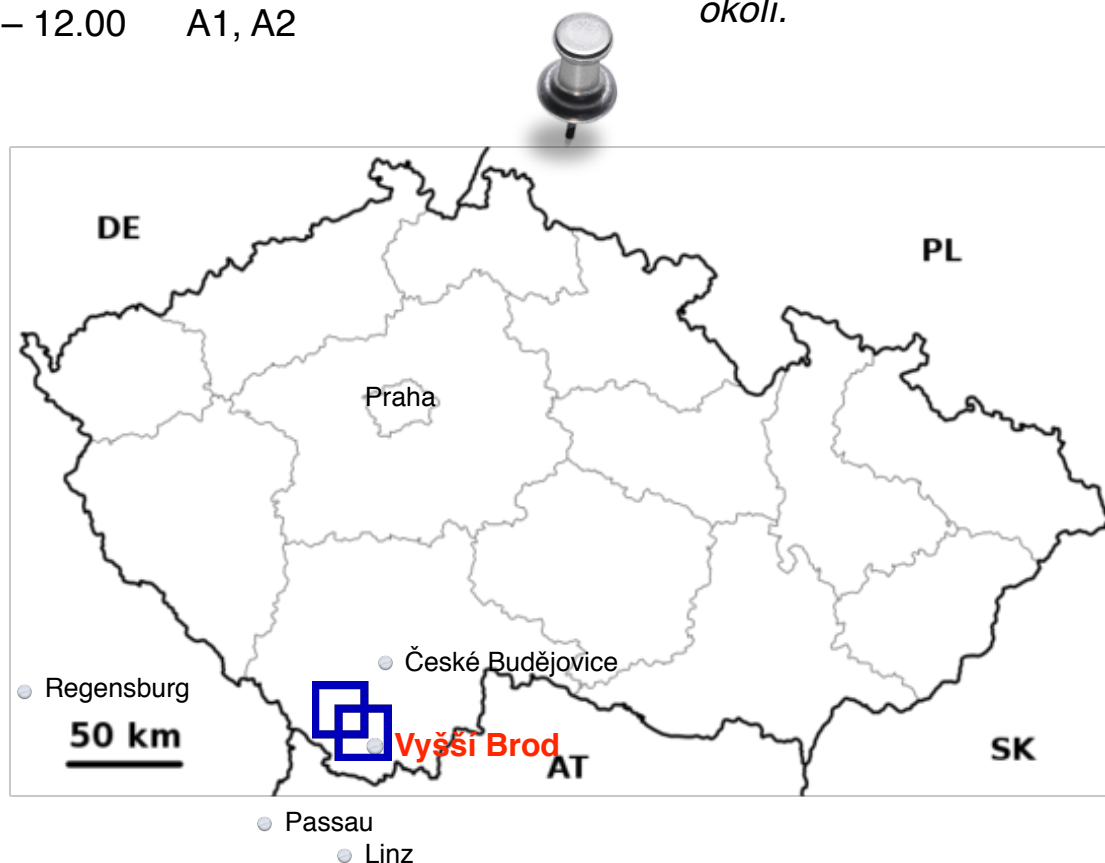 – 12.00 A1, A2
okolí.
DE
PL
Praha
České Budějovice
Regensburg
50 km
Vyšší Brod
AT
SK
Passau
Linz